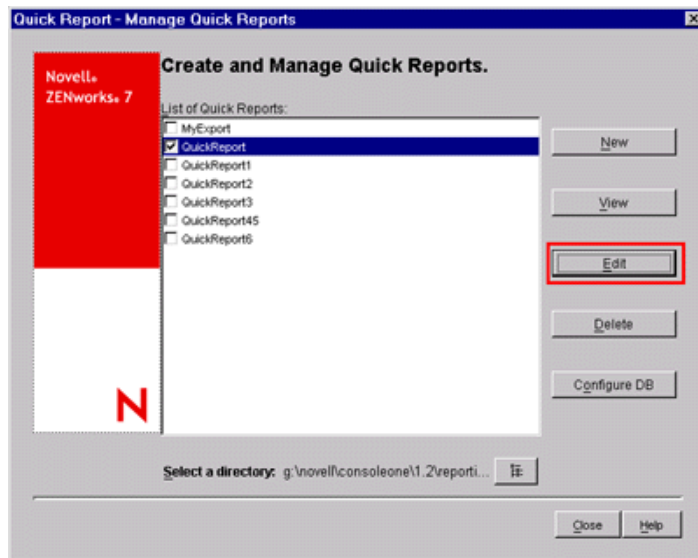 Quick Report - Manage Quick Reports
Novell®
ZENworks® 7
Create and Manage Quick Reports.
List of Quick Reports:
MyExport
QuickReport
QuickReport1
QuickReport2
QuickReport3
QuickReport45
QuickReport6
New
View
Edit
Delete
Configure DB
N
Select a directory: g:\novell\consoleone\1.2\reporti...
Close
Help